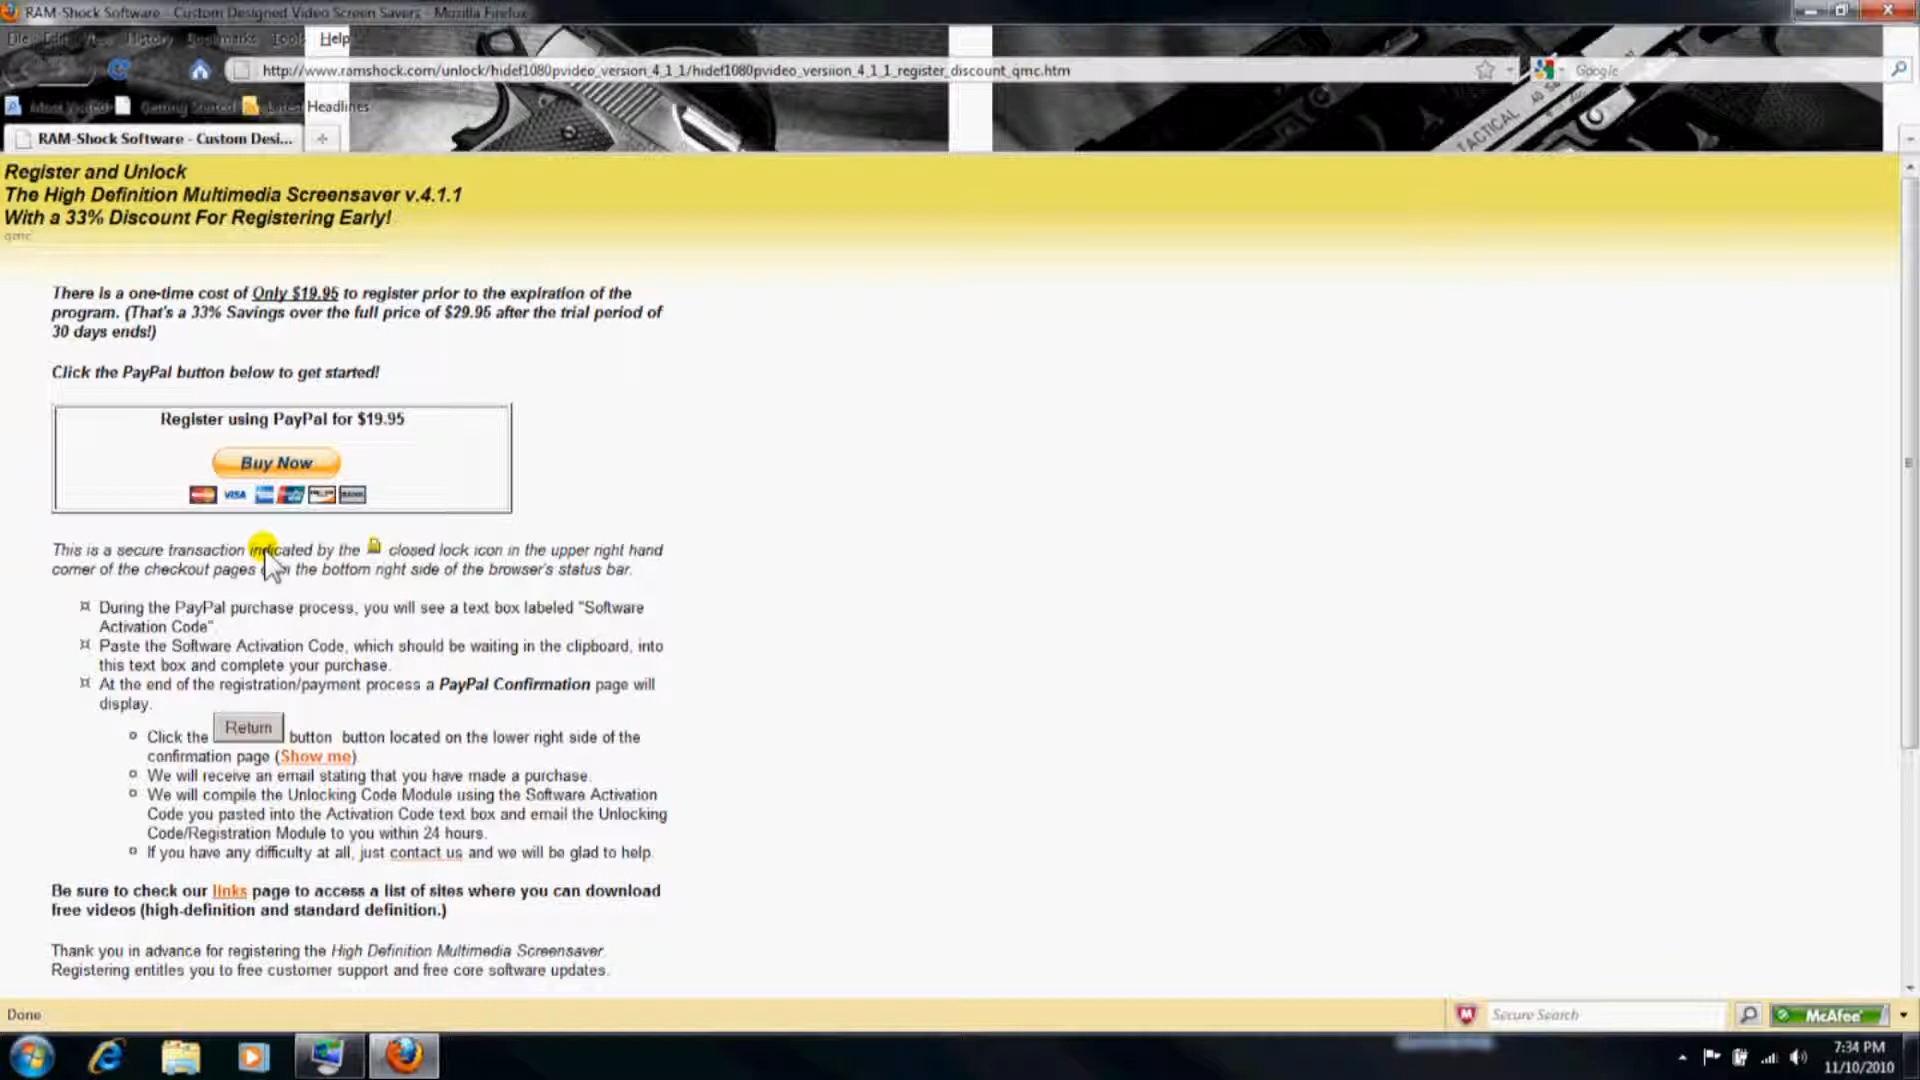 RAM-Shock Software - Custom Designed Video Screen Savers - Mozilla Firefox
File Edit View History Bookmarks Tools Help
http://www.ramshock.com/unlock/hidef1080pvideo_version_4_1_1/hidef1080pvideo_versiion_4_1_1_register_discount_qmc.htm
Google
Most Visited Getting Started Latest Headlines
RAM-Shock Software - Custom Desi...
TACTICAL
Register and Unlock
The High Definition Multimedia Screensaver v.4.1.1
With a 33% Discount For Registering Early!
qmc
There is a one-time cost of Only $19.95 to register prior to the expiration of the
program. (That's a 33% Savings over the full price of $29.95 after the trial period of
30 days ends!)
Click the PayPal button below to get started!
Register using PayPal for $19.95
Buy Now
VISA
This is a secure transaction indicated by the closed lock icon in the upper right hand
corner of the checkout pages the bottom right side of the browser's status bar.
¤ During the PayPal purchase process, you will see a text box labeled "Software
Activation Code"
¤ Paste the Software Activation Code, which should be waiting in the clipboard, into
this text box and complete your purchase.
¤ At the end of the registration/payment process a PayPal Confirmation page will
display.
Return
o Click the button button located on the lower right side of the
confirmation page (Show me)
o We will receive an email stating that you have made a purchase.
o We will compile the Unlocking Code Module using the Software Activation
Code you pasted into the Activation Code text box and email the Unlocking
Code/Registration Module to you within 24 hours.
o If you have any difficulty at all, just contact us and we will be glad to help.
Be sure to check our links page to access a list of sites where you can download
free videos (high-definition and standard definition.)
Thank you in advance for registering the High Definition Multimedia Screensaver.
Registering entitles you to free customer support and free core software updates.
Done
Secure Search
McAfee
7:34 PM
11/10/2010